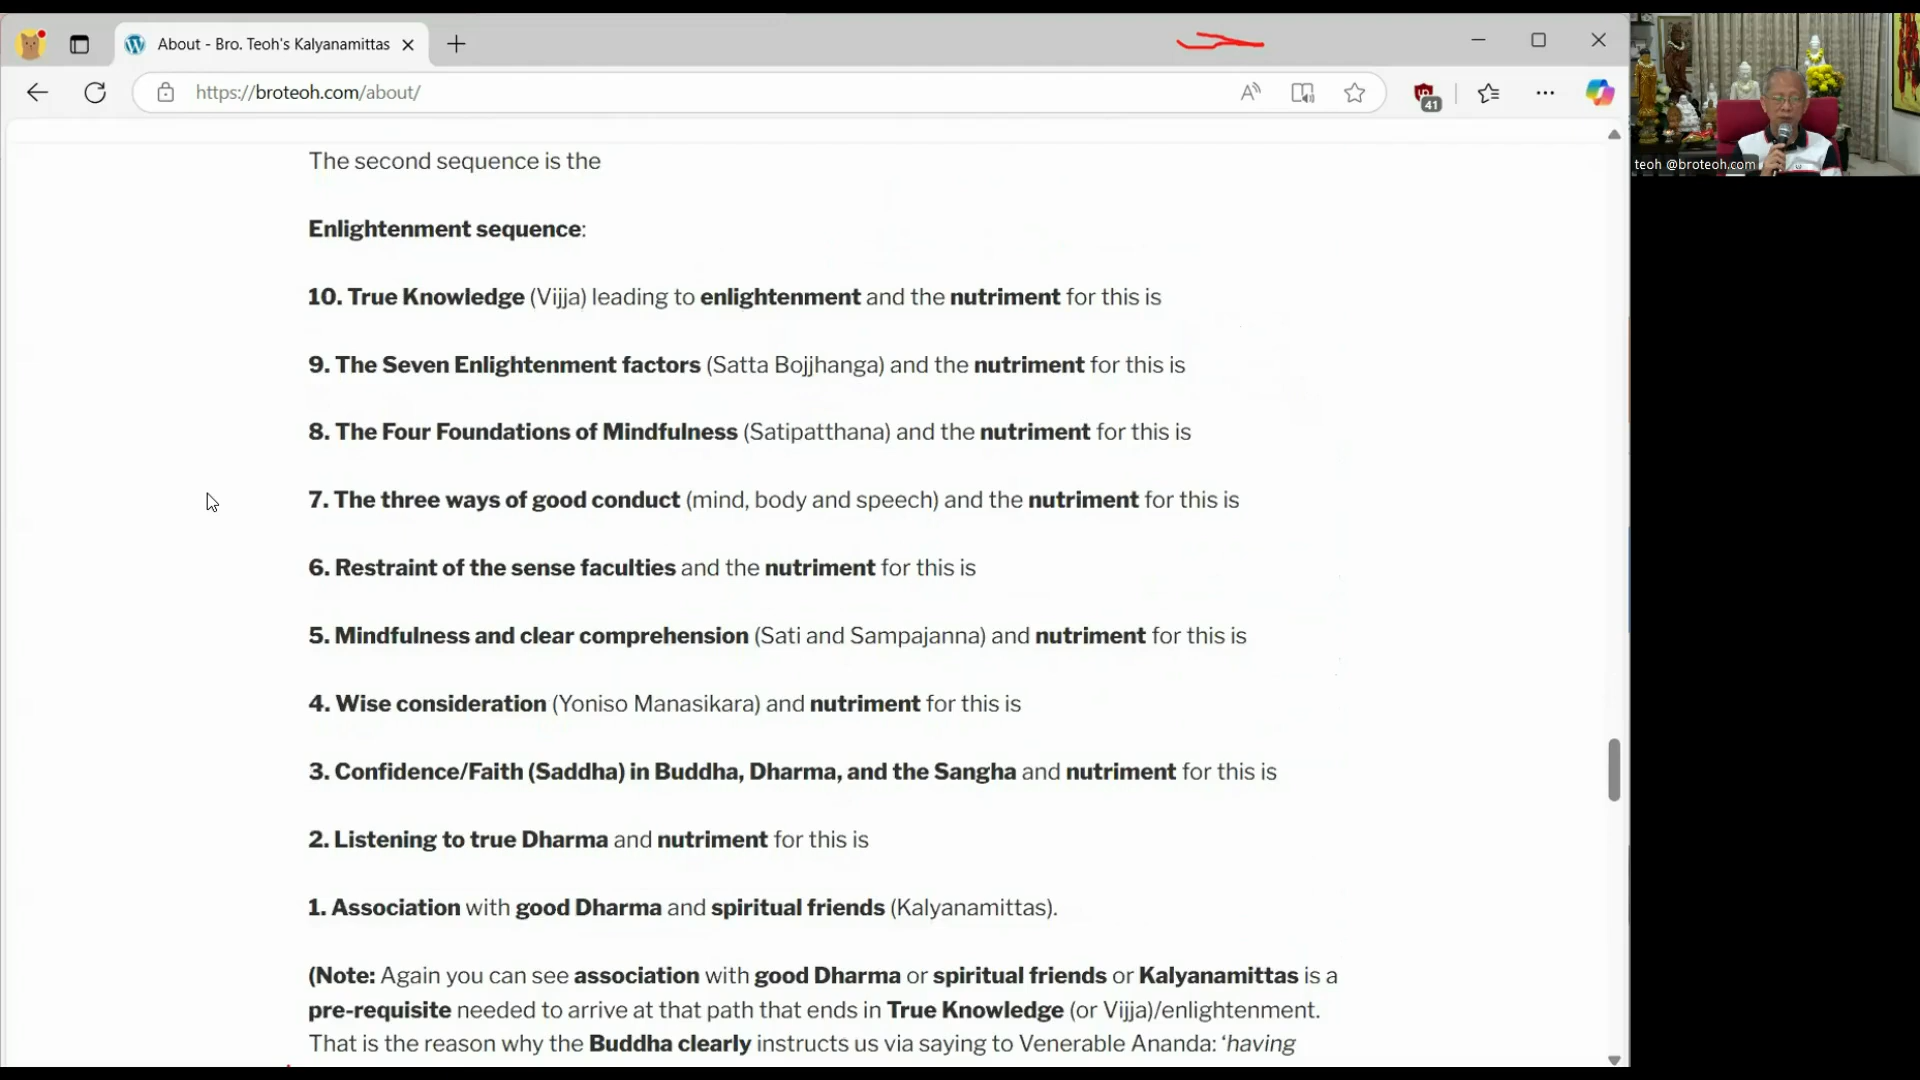 About - Bro. Teoh's Kalyanamittas
https://broteoh.com/about/
41
teoh @broteoh.com
The second sequence is the
Enlightenment sequence:
10. True Knowledge (Vijja) leading to enlightenment and the nutriment for this is
9. The Seven Enlightenment factors (Satta Bojjhanga) and the nutriment for this is
8. The Four Foundations of Mindfulness (Satipatthana) and the nutriment for this is
7. The three ways of good conduct (mind, body and speech) and the nutriment for this is
6. Restraint of the sense faculties and the nutriment for this is
5. Mindfulness and clear comprehension (Sati and Sampajanna) and nutriment for this is
4. Wise consideration (Yoniso Manasikara) and nutriment for this is
3. Confidence/Faith (Saddha) in Buddha, Dharma, and the Sangha and nutriment for this is
2. Listening to true Dharma and nutriment for this is
1. Association with good Dharma and spiritual friends (Kalyanamittas).
(Note: Again you can see association with good Dharma or spiritual friends or Kalyanamittas is a
pre-requisite needed to arrive at that path that ends in True Knowledge (or Vijja)/enlightenment.
That is the reason why the Buddha clearly instructs us via saying to Venerable Ananda: ‘having